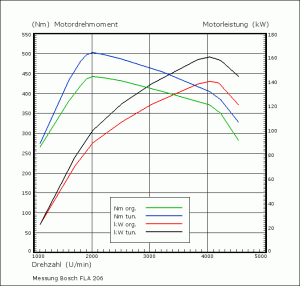 (Nm) Motordrehmoment Motorleistung (kW)
550 180
500 160
450 140
400 120
350 100
300 80
250 60
200 40
150 20
100 0
50
0
Nm org.
Nm tun.
kW org.
kW tun.
1000 2000 3000 4000 5000
Drehzahl (U/min)
Messung Bosch FLA 206